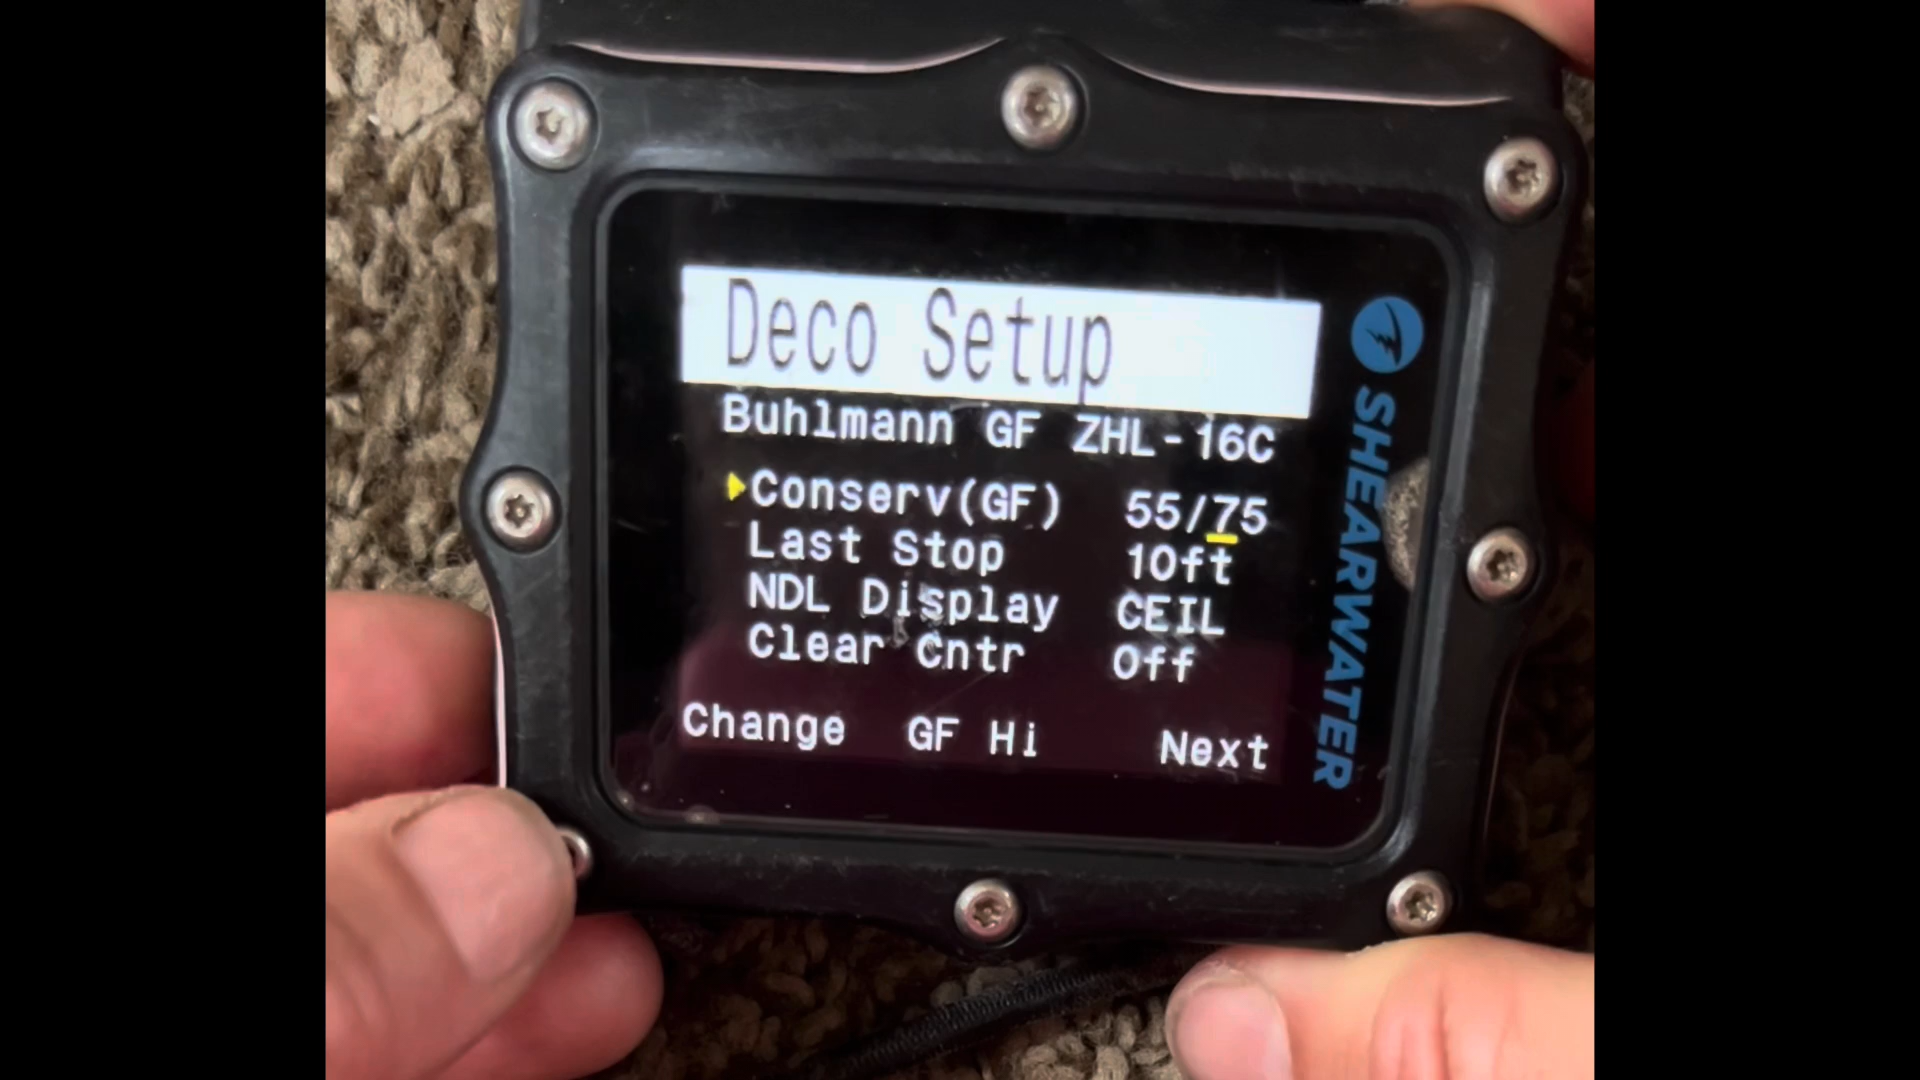 Deco Setup
Buhlmann GF ZHL-16C
Conserv(GF) 55/75
Last Stop 10ft
NDL Display CEIL
Clear Cntr Off
Change GF Hi Next
SHEARWATER